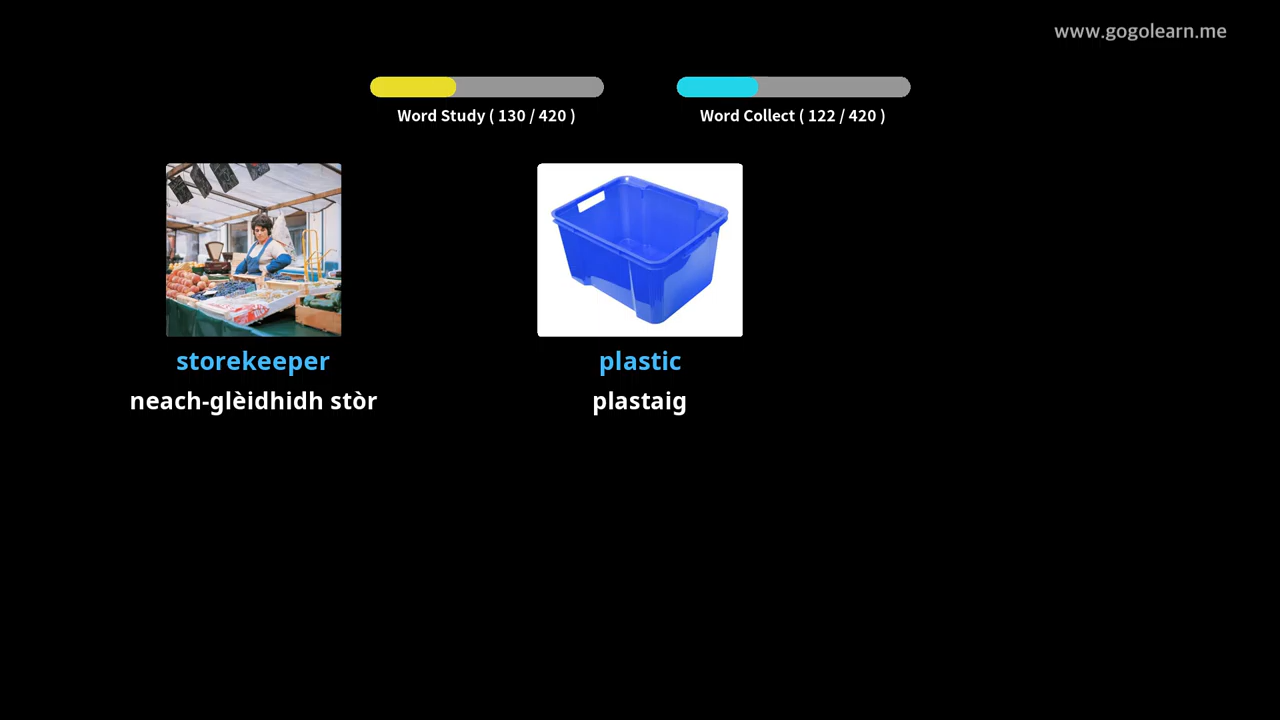 www.gogolearn.me
Word Study ( 130 / 420 )
Word Collect ( 122 / 420 )
storekeeper
neach-glèidhidh stòr
plastic
plastaig